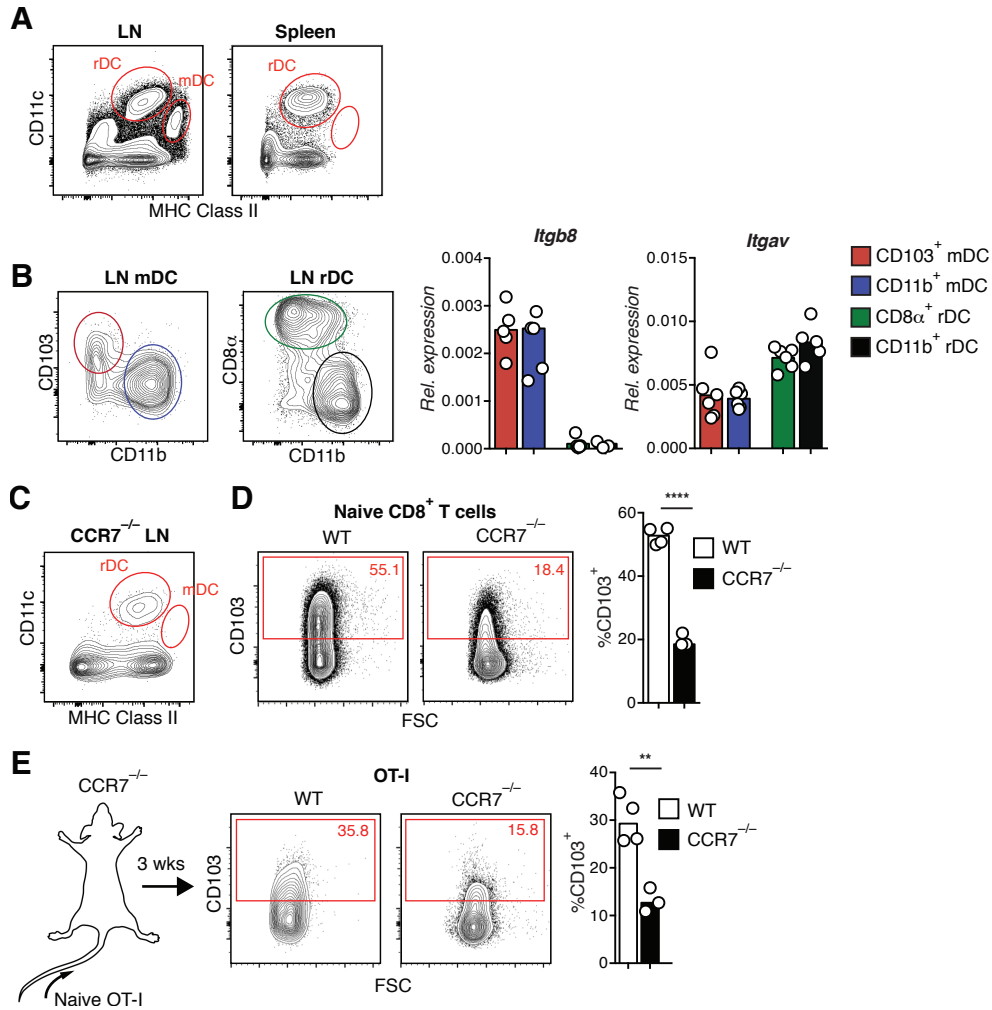 A
LN
Spleen
rDC
mDC
rDC
CD11c
MHC Class II
B
LN mDC
LN rDC
CD103
CD11b
CD8α
CD11b
Itgb8
Rel. expression
0.004
0.003
0.002
0.001
0.000
Itgav
Rel. expression
0.015
0.010
0.005
0.000
CD103+ mDC
CD11b+ mDC
CD8α+ rDC
CD11b+ rDC
C
CCR7−/− LN
rDC
mDC
CD11c
MHC Class II
D
Naive CD8+ T cells
WT
CCR7−/−
55.1
18.4
CD103
FSC
%CD103+
60
40
20
0
****
WT
CCR7−/−
E
CCR7−/−
3 wks
Naive OT-I
OT-I
WT
CCR7−/−
35.8
15.8
CD103
FSC
%CD103+
40
30
20
10
0
**
WT
CCR7−/−